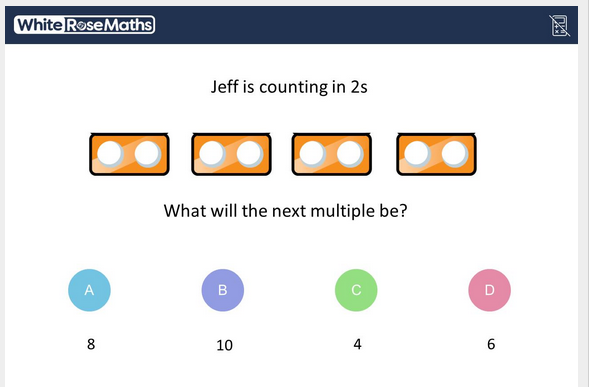 White Rose Maths
Jeff is counting in 2s
What will the next multiple be?
A B C D
8 10 4 6